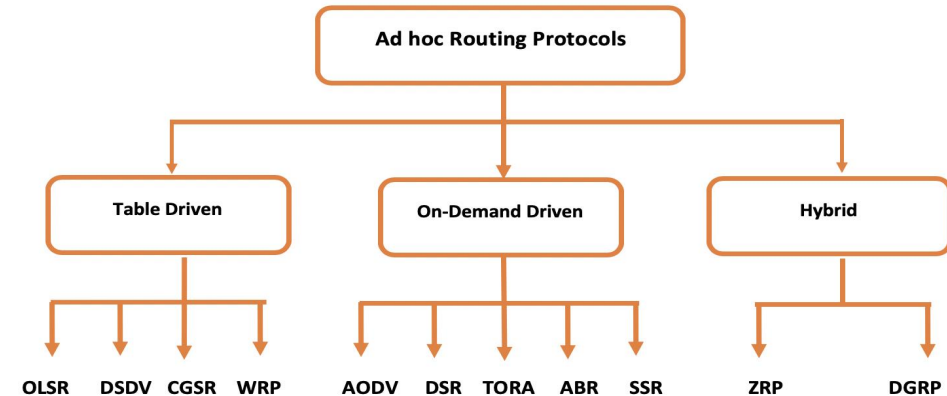 Ad hoc Routing Protocols
Table Driven
On-Demand Driven
Hybrid
OLSR DSDV CGSR WRP AODV DSR TORA ABR SSR ZRP DGRP